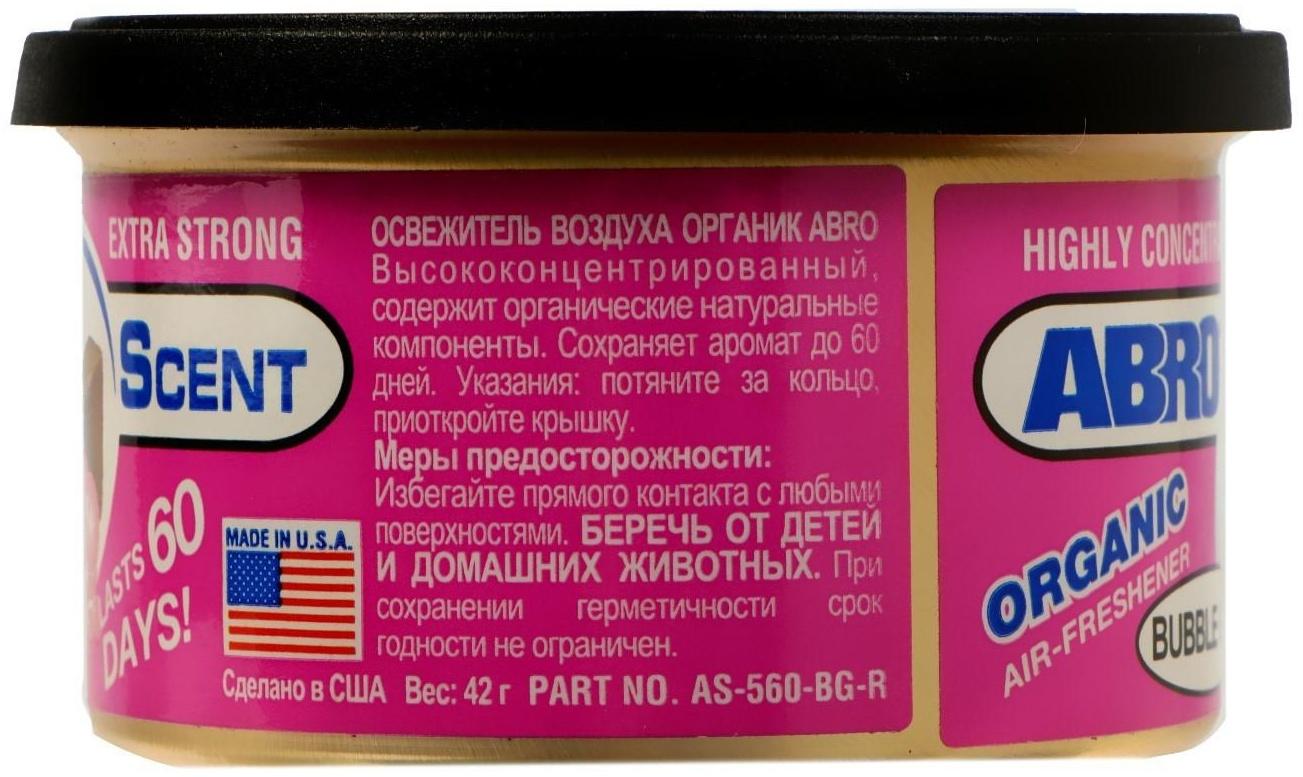 EXTRA STRONG
SCENT
LASTS 60
DAYS!
MADE IN U.S.A.
ОСВЕЖИТЕЛЬ ВОЗДУХА ОРГАНИК ABRO
Высококонцентрированный,
содержит органические натуральные
компоненты. Сохраняет аромат до 60
дней. Указания: потяните за кольцо,
приоткройте крышку.
Меры предосторожности:
Избегайте прямого контакта с любыми
поверхностями. БЕРЕЧЬ ОТ ДЕТЕЙ
И ДОМАШНИХ ЖИВОТНЫХ. При
сохранении герметичности срок
годности не ограничен.
Сделано в США Вес: 42 г PART NO. AS-560-BG-R
HIGHLY
ABRO
ORGANIC
AIR-FRESHENER
BUBBLE